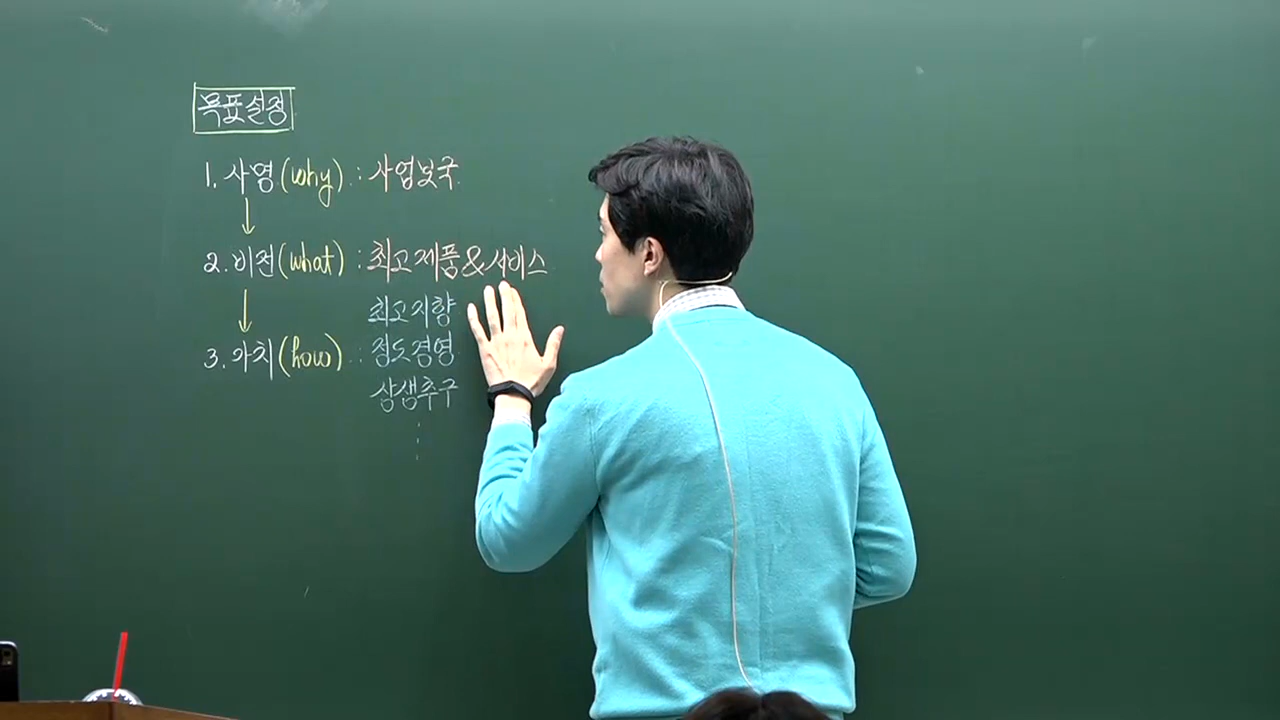 목표설정
1. 사명(why) : 사업보국
2. 비전(what) : 최고제품&서비스
최고지향
3. 가치(how) : 정도경영
상생추구